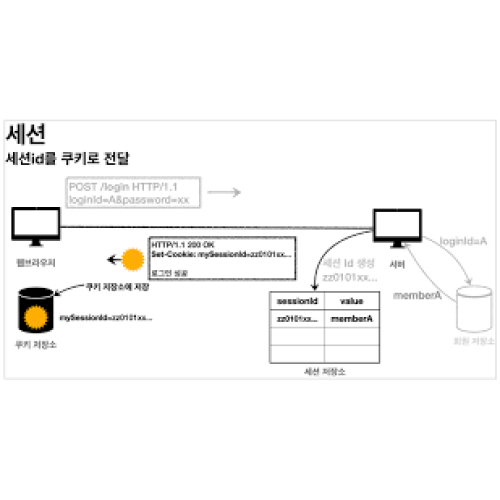 세션
세션id를 쿠키로 전달
POST /login HTTP/1.1
loginId=A&password=xx
웹브라우저
HTTP/1.1 200 OK
Set-Cookie: mySessionId=zz0101xx...
로그인 성공
서버
loginId=A
memberA
회원 저장소
세션 Id 생성
zz0101xx...
쿠키 저장소에 저장
mySessionId=zz0101xx...
쿠키 저장소
sessionId value
zz0101xx... memberA
세션 저장소